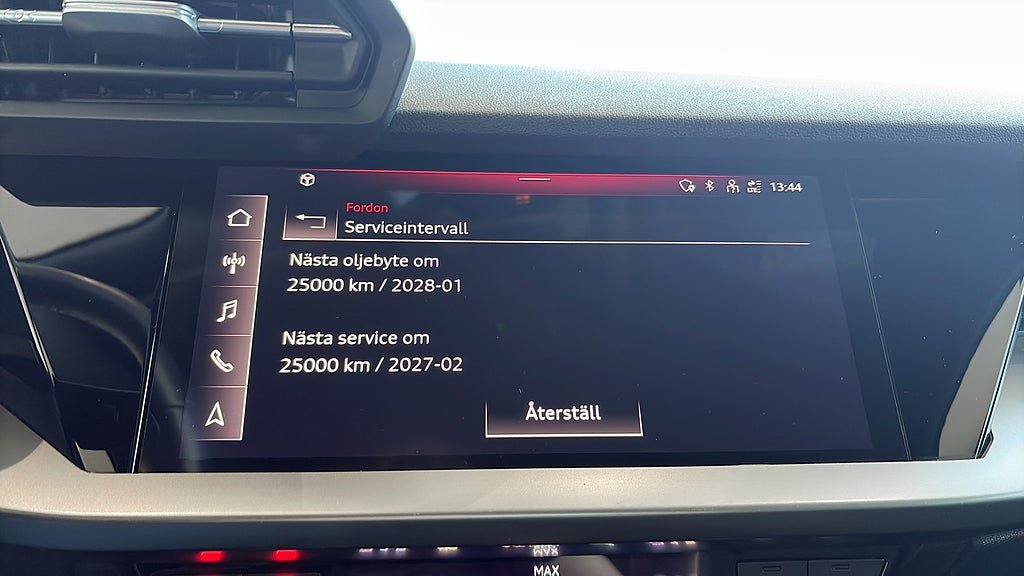 13:44
Fordon
Serviceintervall
Nästa oljebyte om
25000 km / 2028-01
Nästa service om
25000 km / 2027-02
Återställ
MAX
MAX